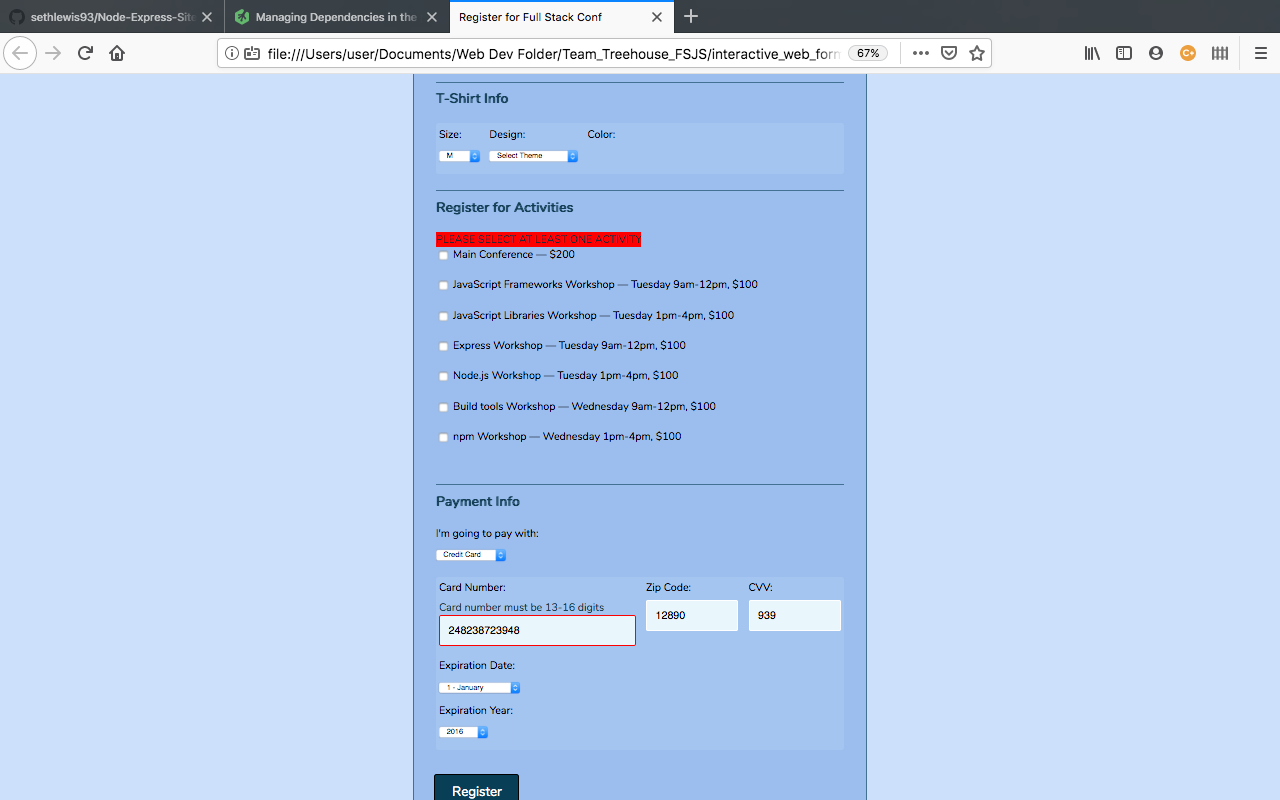 sethlewis93/Node-Express-Sit
Managing Dependencies in the
Register for Full Stack Conf
file:///Users/user/Documents/Web Dev Folder/Team_Treehouse_FSJS/interactive_web_form
67%
T-Shirt Info
Size: Design: Color:
M Select Theme
Register for Activities
PLEASE SELECT AT LEAST ONE ACTIVITY
Main Conference — $200
JavaScript Frameworks Workshop — Tuesday 9am-12pm, $100
JavaScript Libraries Workshop — Tuesday 1pm-4pm, $100
Express Workshop — Tuesday 9am-12pm, $100
Node.js Workshop — Tuesday 1pm-4pm, $100
Build tools Workshop — Wednesday 9am-12pm, $100
npm Workshop — Wednesday 1pm-4pm, $100
Payment Info
I'm going to pay with:
Credit Card
Card Number: Zip Code: CVV:
Card number must be 13-16 digits
248238723948 12890 939
Expiration Date:
1 - January
Expiration Year:
2016
Register